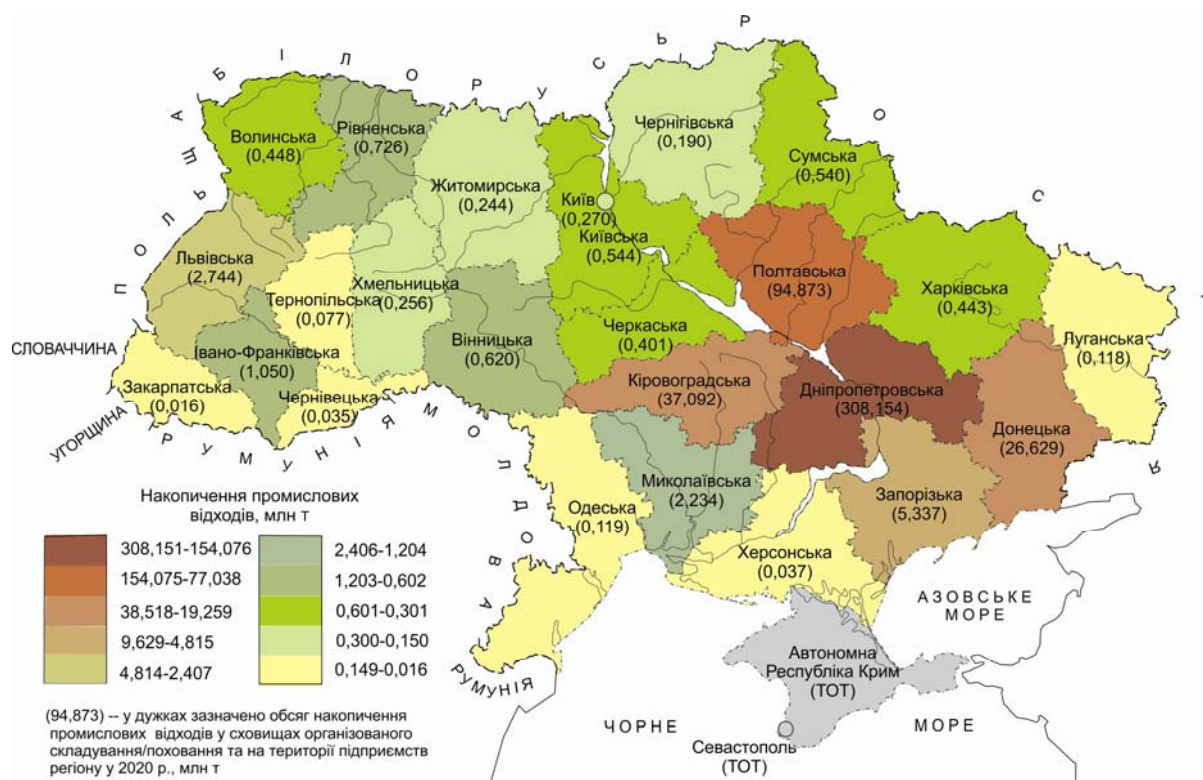 БІЛОРУСЬ
РОСІЯ
ПОЛЬЩА
СЛОВАЧЧИНА
УГОРЩИНА
РУМУНІЯ
МОЛДОВА
РУМУНІЯ
Волинська
(0,448)
Рівненська
(0,726)
Житомирська
(0,244)
Чернігівська
(0,190)
Сумська
(0,540)
Київ
(0,270)
Київська
(0,544)
Львівська
(2,744)
Тернопільська
(0,077)
Хмельницька
(0,256)
Вінницька
(0,620)
Черкаська
(0,401)
Полтавська
(94,873)
Харківська
(0,443)
Луганська
(0,118)
Івано-Франківська
(1,050)
Закарпатська
(0,016)
Чернівецька
(0,035)
Кіровоградська
(37,092)
Дніпропетровська
(308,154)
Донецька
(26,629)
Одеська
(0,119)
Миколаївська
(2,234)
Запорізька
(5,337)
Херсонська
(0,037)
АЗОВСЬКЕ
МОРЕ
Автономна
Республіка Крим
(ТОТ)
ЧОРНЕ МОРЕ
Севастополь
(ТОТ)
Накопичення промислових
відходів, млн т
308,151-154,076
154,075-77,038
38,518-19,259
9,629-4,815
4,814-2,407
2,406-1,204
1,203-0,602
0,601-0,301
0,300-0,150
0,149-0,016
(94,873) -- у дужках зазначено обсяг накопичення
промислових відходів у сховищах організованого
складування/поховання та на території підприємств
регіону у 2020 р., млн т